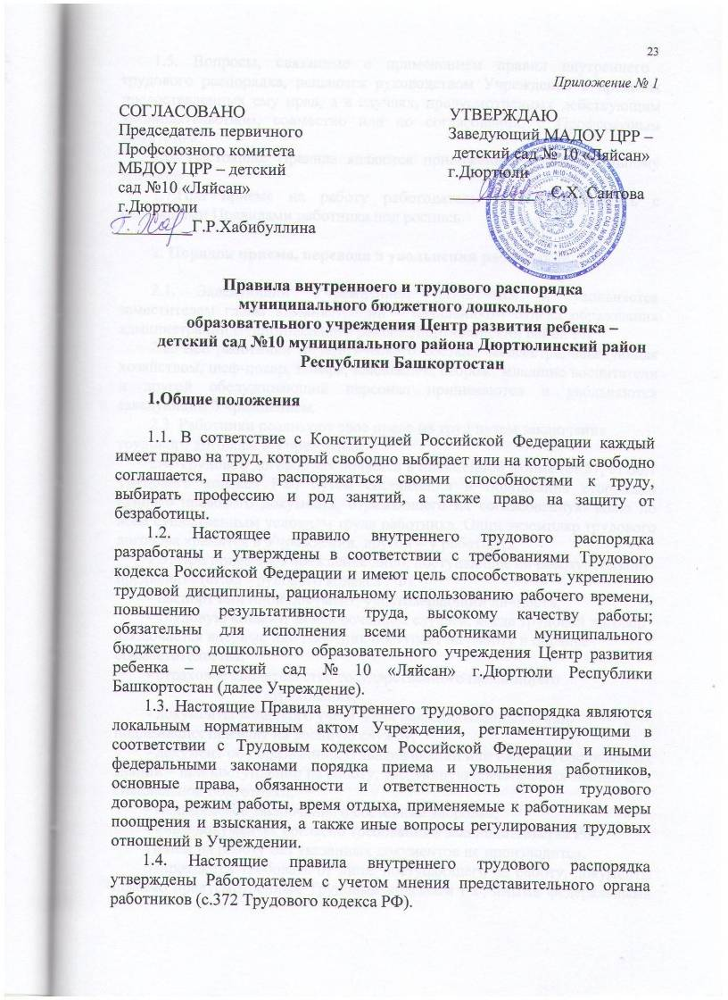 23
Приложение № 1
СОГЛАСОВАНО
Председатель первичного
Профсоюзного комитета
МБДОУ ЦРР – детский
сад №10 «Ляйсан»
г.Дюртюли
Г.Р.Хабибуллина
УТВЕРЖДАЮ
Заведующий МАДОУ ЦРР –
детский сад № 10 «Ляйсан»
г.Дюртюли
С.Х. Саитова
Правила внутренноего и трудового распорядка
муниципального бюджетного дошкольного
образовательного учреждения Центр развития ребенка –
детский сад №10 муниципального района Дюртюлинский район
Республики Башкортостан
1.Общие положения
1.1. В сответствие с Конституцией Российской Федерации каждый
имеет право на труд, который свободно выбирает или на который свободно
соглашается, право распоряжаться своими способностями к труду,
выбирать профессию и род занятий, а также право на защиту от
безработицы.
1.2. Настоящее правило внутреннего трудового распорядка
разработаны и утверждены в соответствии с требованиями Трудового
кодекса Российской Федерации и имеют цель способствовать укреплению
трудовой дисциплины, рациональному использованию рабочего времени,
повышению результативности труда, высокому качеству работы;
обязательны для исполнения всеми работниками муниципального
бюджетного дошкольного образовательного учреждения Центр развития
ребенка – детский сад № 10 «Ляйсан» г.Дюртюли Республики
Башкортостан (далее Учреждение).
1.3. Настоящие Правила внутреннего трудового распорядка являются
локальным нормативным актом Учреждения, регламентирующими в
соответствии с Трудовым кодексом Российской Федерации и иными
федеральными законами порядка приема и увольнения работников,
основные права, обязанности и ответственность сторон трудового
договора, режим работы, время отдыха, применяемые к работникам меры
поощрения и взыскания, а также иные вопросы регулирования трудовых
отношений в Учреждении.
1.4. Настоящие правила внутреннего трудового распорядка
утверждены Работодателем с учетом мнения представительного органа
работников (с.372 Трудового кодекса РФ).